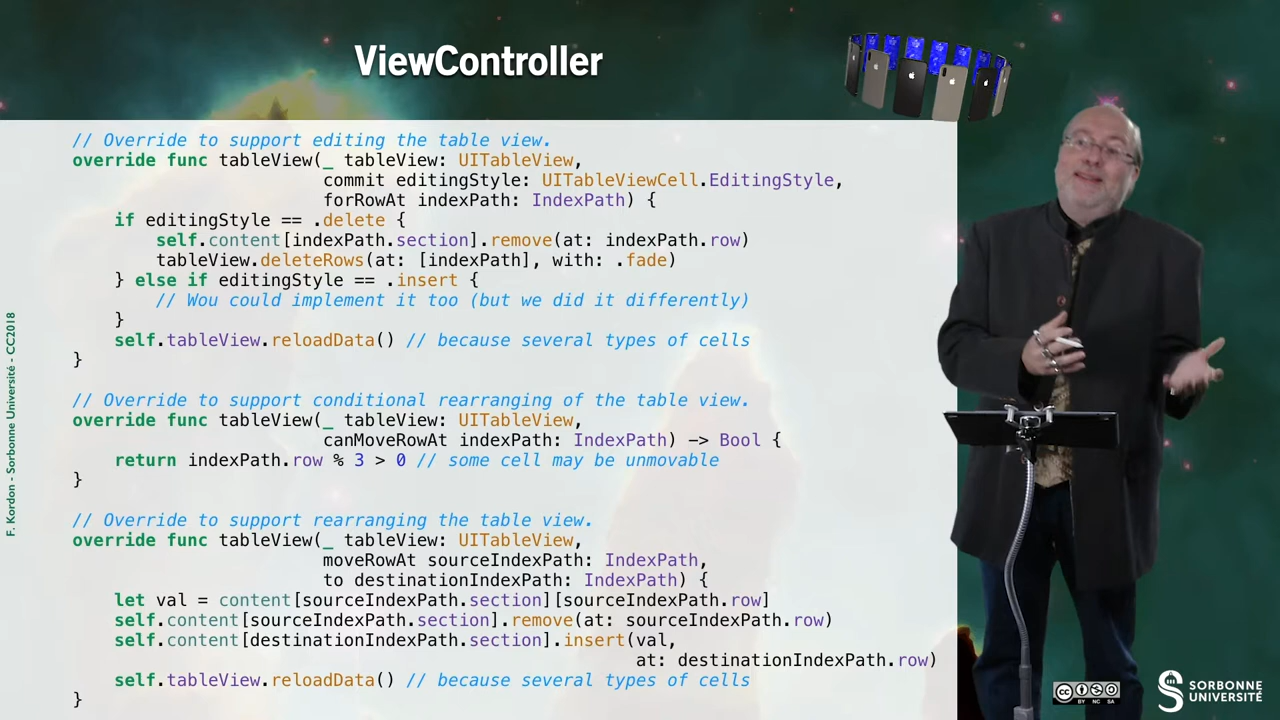 ViewController
// Override to support editing the table view.
override func tableView(_ tableView: UITableView,
commit editingStyle: UITableViewCell.EditingStyle,
forRowAt indexPath: IndexPath) {
if editingStyle == .delete {
self.content[indexPath.section].remove(at: indexPath.row)
tableView.deleteRows(at: [indexPath], with: .fade)
} else if editingStyle == .insert {
// Wou could implement it too (but we did it differently)
}
self.tableView.reloadData() // because several types of cells
}
// Override to support conditional rearranging of the table view.
override func tableView(_ tableView: UITableView,
canMoveRowAt indexPath: IndexPath) -> Bool {
return indexPath.row % 3 > 0 // some cell may be unmovable
}
// Override to support rearranging the table view.
override func tableView(_ tableView: UITableView,
moveRowAt sourceIndexPath: IndexPath,
to destinationIndexPath: IndexPath) {
let val = content[sourceIndexPath.section][sourceIndexPath.row]
self.content[sourceIndexPath.section].remove(at: sourceIndexPath.row)
self.content[destinationIndexPath.section].insert(val,
at: destinationIndexPath.row)
self.tableView.reloadData() // because several types of cells
}
F. Kordon - Sorbonne Université - CC2018
CC
BY NC SA
SORBONNE
UNIVERSITÉ